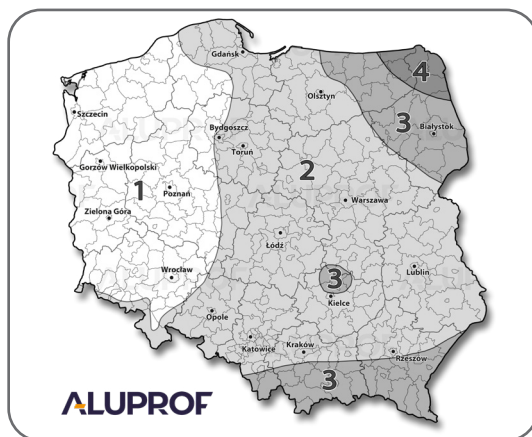 Gdańsk
4
Olsztyn
Szczecin
3
Białystok
Bydgoszcz
Toruń
Gorzów Wielkopolski
2
1
Poznań
Warszawa
Zielona Góra
Łódź
Wrocław
3
Lublin
Kielce
Opole
Katowice
Kraków
Rzeszów
3
ALUPROF